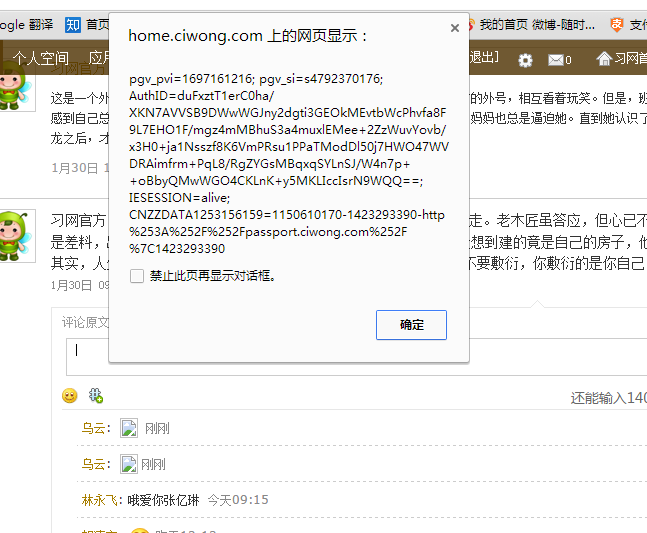 ogle 翻译 知 首页
我的首页 微博-随时... 支 支付
个人空间 应用
退出] 0 习网首
习网官方
这是一个外
的外号，相互看着玩笑。但是，班
感到自己总
妈妈也总是逼迫她。直到她认识了
龙之后，才
1月30日 1
home.ciwong.com 上的网页显示：
pgv_pvi=1697161216; pgv_si=s4792370176;
AuthID=duFxztT1erC0ha/
XKN7AVVSB9DWwWGJny2dgti3GEOkMEvtbWcPhvfa8F
9L7EHO1F/mgz4mMBhuS3a4muxlEMee+2ZzWuvYovb/
x3H0+ja1Nsszf8K6VmPRsu1PPaTModDl50j7HWO47WV
DRAimfrm+PqL8/RgZYGsMBqxqSYLnSJ/W4n7p+
+oBbyQMwWGO4CKLnK+y5MKLIccIsrN9WQQ==;
IESESSION=alive;
CNZZDATA1253156159=1150610170-1423293390-http
%253A%252F%252Fpassport.ciwong.com%252F
%7C1423293390
禁止此页再显示对话框。
确定
习网官方
走。老木匠虽答应，但心已不
是差料，
想到建的竟是自己的房子，他
其实，人
不要敷衍，你敷衍的是你自己
1月30日 09
评论原文
还能输入140
乌云： 刚刚
乌云： 刚刚
林永飞: 哦爱你张亿琳 今天09:15